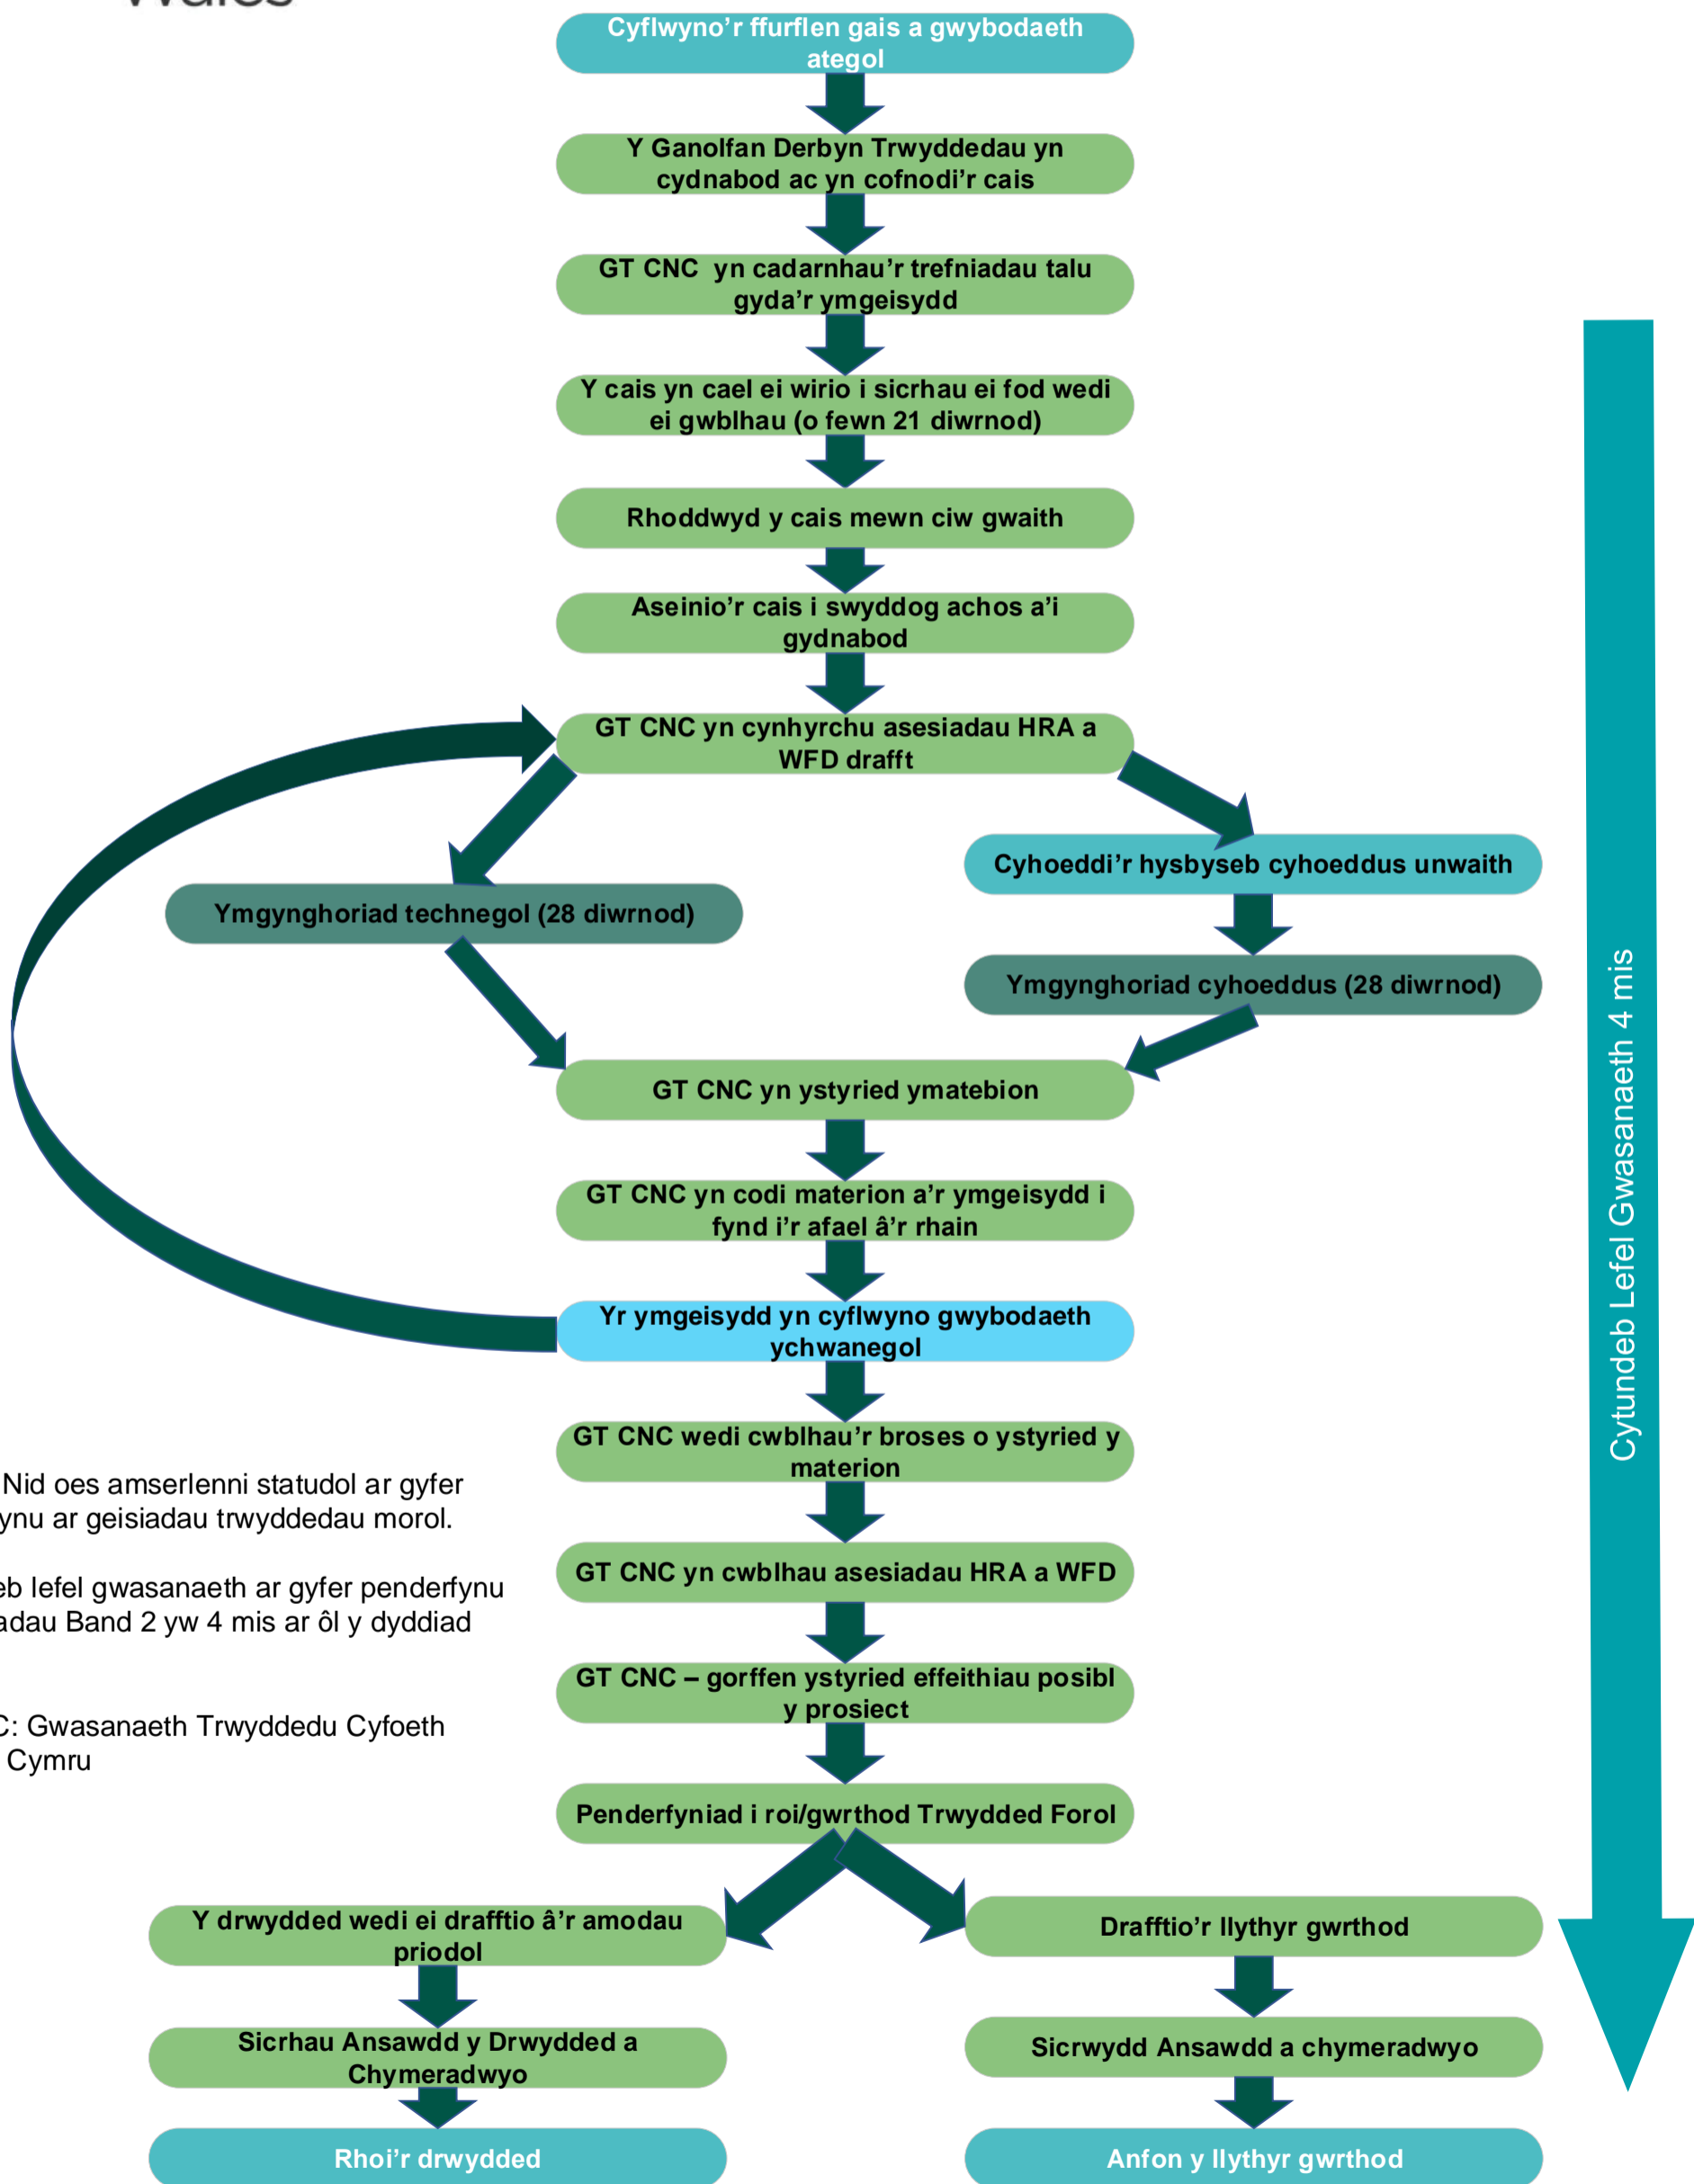 Cyflwyno’r ffurflen gais a gwybodaeth
ategol
Y Ganolfan Derbyn Trwyddedau yn
cydnabod ac yn cofnodi’r cais
GT CNC yn cadarnhau’r trefniadau talu
gyda’r ymgeisydd
Y cais yn cael ei wirio i sicrhau ei fod wedi
ei gwblhau (o fewn 21 diwrnod)
Rhoddwyd y cais mewn ciw gwaith
Aseinio’r cais i swyddog achos a’i
gydnabod
GT CNC yn cynhyrchu asesiadau HRA a
WFD drafft
Cyhoeddi’r hysbyseb cyhoeddus unwaith
Ymgynghoriad technegol (28 diwrnod)
Ymgynghoriad cyhoeddus (28 diwrnod)
GT CNC yn ystyried ymatebion
GT CNC yn codi materion a’r ymgeisydd i
fynd i’r afael â’r rhain
Yr ymgeisydd yn cyflwyno gwybodaeth
ychwanegol
GT CNC wedi cwblhau’r broses o ystyried y
materion
GT CNC yn cwblhau asesiadau HRA a WFD
GT CNC – gorffen ystyried effeithiau posibl
y prosiect
Penderfyniad i roi/gwrthod Trwydded Forol
Y drwydded wedi ei drafftio â’r amodau
priodol
Sicrhau Ansawdd y Drwydded a
Chymeradwyo
Rhoi’r drwydded
Drafftio’r llythyr gwrthod
Sicrwydd Ansawdd a chymeradwyo
Anfon y llythyr gwrthod
Cytundeb Lefel Gwasanaeth 4 mis
Nid oes amserlenni statudol ar gyfer
ynu ar geisiadau trwyddedau morol.
eb lefel gwasanaeth ar gyfer penderfynu
adau Band 2 yw 4 mis ar ôl y dyddiad
C: Gwasanaeth Trwyddedu Cyfoeth
Cymru